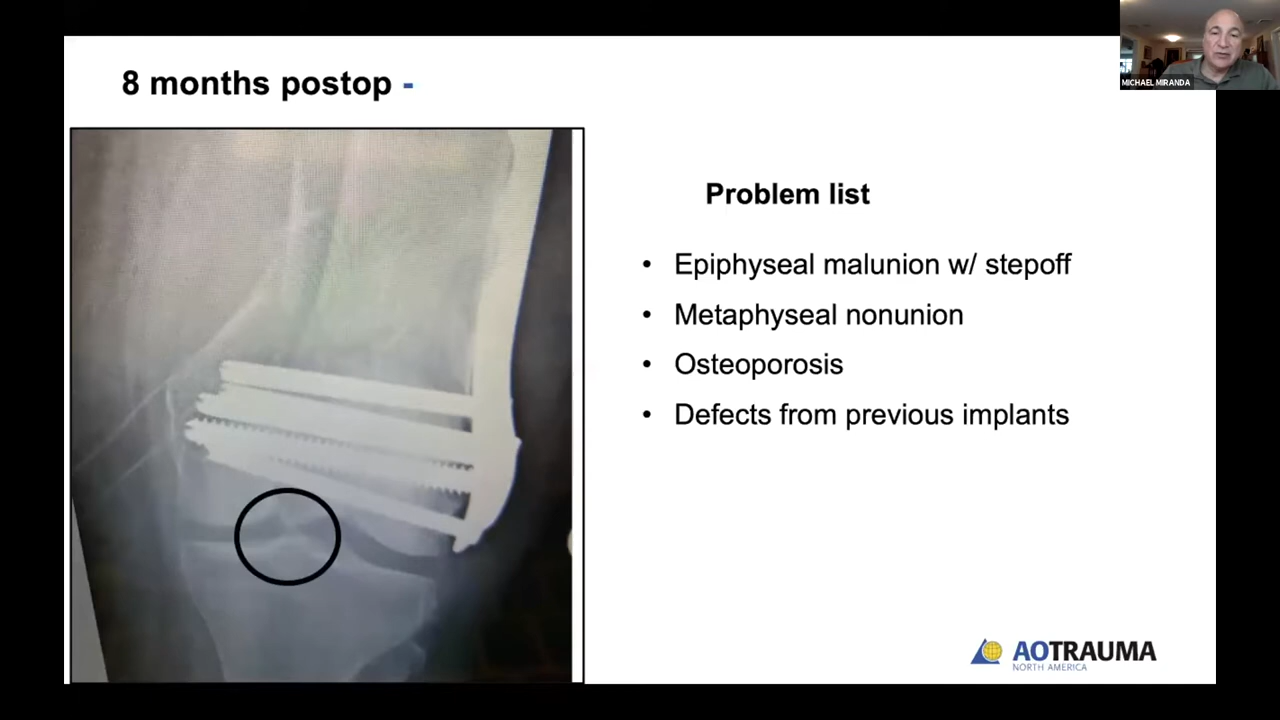 8 months postop -
MICHAEL MIRANDA
Problem list
• Epiphyseal malunion w/ stepoff
• Metaphyseal nonunion
• Osteoporosis
• Defects from previous implants
AOTRAUMA
NORTH AMERICA